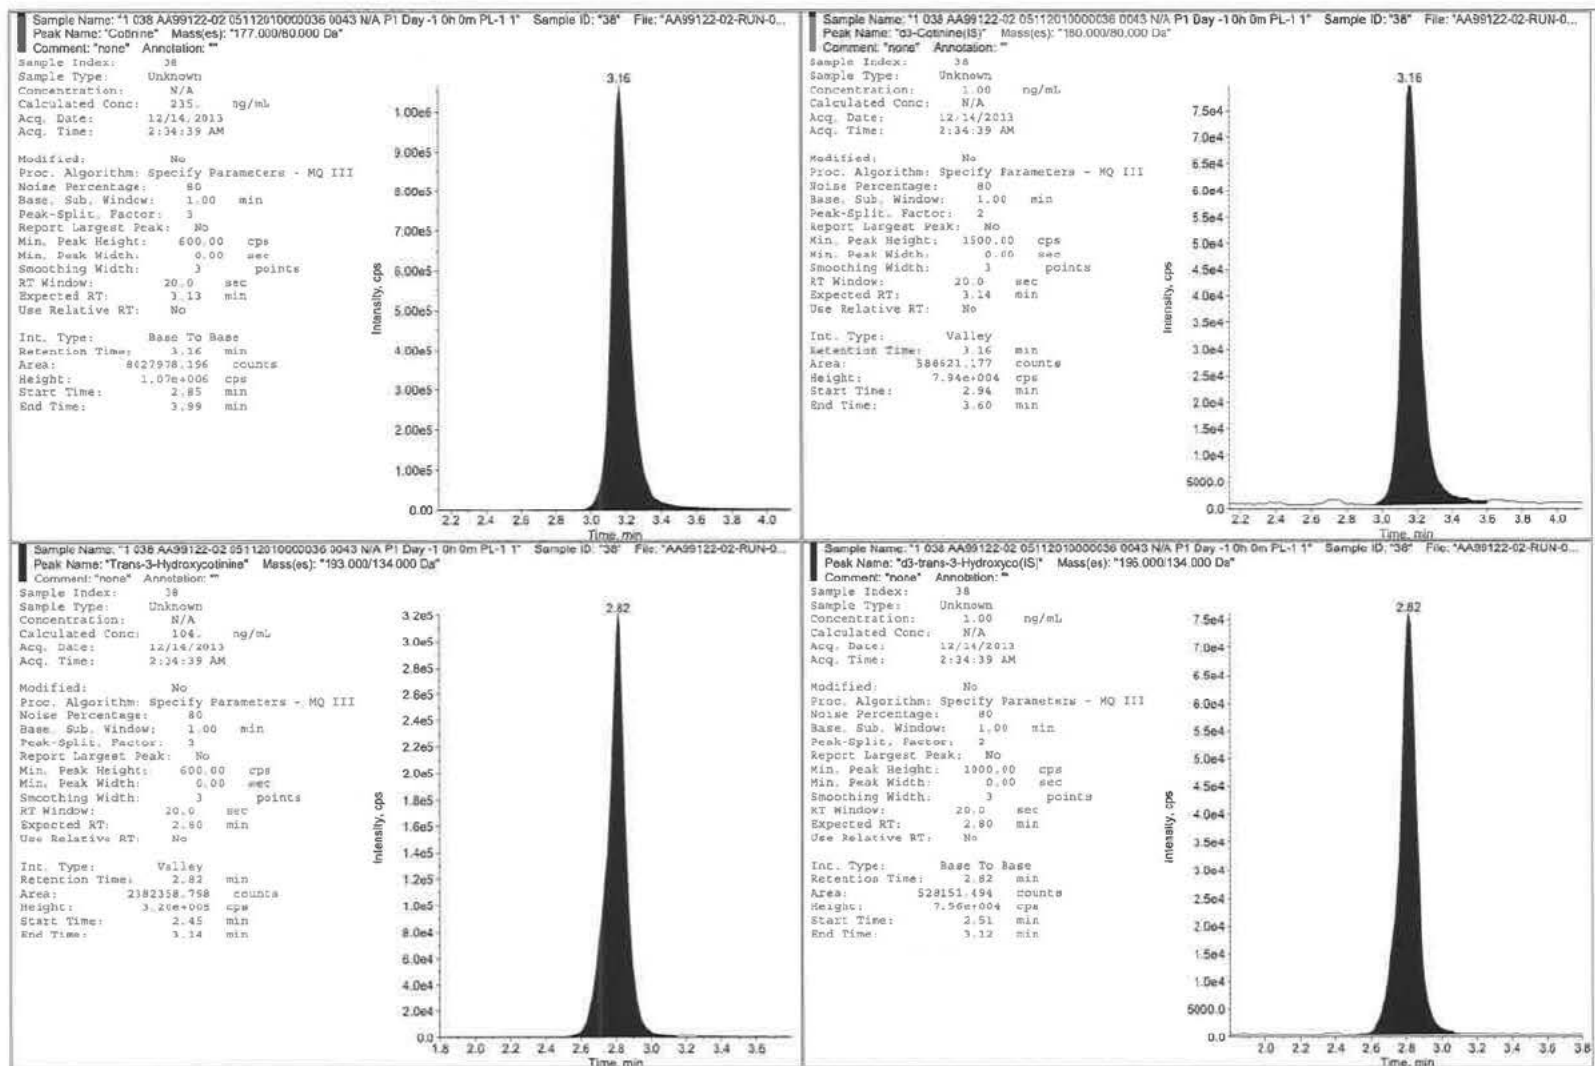 Sample Name: "1 038 AA99122-02 05112010000036 0043 N/A P1 Day -1 0h 0m PL-1 1" Sample ID: "38" File: "AA99122-02-RUN-0...
Peak Name: "Cotinine" Mass(es): "177.000/80.000 Da"
Comment: "none" Annotation: ""
Sample Index: 38
Sample Type: Unknown
Concentration: N/A
Calculated Conc: 235. ng/mL
Acq. Date: 12/14/2013
Acq. Time: 2:34:39 AM
Modified: No
Proc. Algorithm: Specify Parameters - MQ III
Noise Percentage: 80
Base. Sub. Window: 1.00 min
Peak-Split. Factor: 3
Report Largest Peak: No
Min. Peak Height: 600.00 cps
Min. Peak Width: 0.00 sec
Smoothing Width: 3 points
RT Window: 20.0 sec
Expected RT: 3.13 min
Use Relative RT: No
Int. Type: Base To Base
Retention Time: 3.16 min
Area: 8027978.196 counts
Height: 1.07e+006 cps
Start Time: 2.85 min
End Time: 3.99 min
3.16
1.00e6
9.00e5
8.00e5
7.00e5
6.00e5
5.00e5
4.00e5
3.00e5
2.00e5
1.00e5
0.00
Intensity, cps
2.2 2.4 2.6 2.8 3.0 3.2 3.4 3.6 3.8 4.0
Time, min
Sample Name: "1 038 AA99122-02 05112010000036 0043 N/A P1 Day -1 0h 0m PL-1 1" Sample ID: "38" File: "AA99122-02-RUN-0...
Peak Name: "d3-Cotinine(IS)" Mass(es): "180.000/80.000 Da"
Comment: "none" Annotation: ""
Sample Index: 38
Sample Type: Unknown
Concentration: 1.00 ng/mL
Calculated Conc: N/A
Acq. Date: 12/14/2013
Acq. Time: 2:34:39 AM
Modified: No
Proc. Algorithm: Specify Parameters - MQ III
Noise Percentage: 80
Base. Sub. Window: 1.00 min
Peak-Split. Factor: 2
Report Largest Peak: No
Min. Peak Height: 1500.00 cps
Min. Peak Width: 0.00 sec
Smoothing Width: 3 points
RT Window: 20.0 sec
Expected RT: 3.14 min
Use Relative RT: No
Int. Type: Valley
Retention Time: 3.16 min
Area: 586621.177 counts
Height: 7.94e+004 cps
Start Time: 2.94 min
End Time: 3.60 min
3.16
7.5e4
7.0e4
6.5e4
6.0e4
5.5e4
5.0e4
4.5e4
4.0e4
3.5e4
3.0e4
2.5e4
2.0e4
1.5e4
1.0e4
5000.0
0.0
Intensity, cps
2.2 2.4 2.6 2.8 3.0 3.2 3.4 3.6 3.8 4.0
Time, min
Sample Name: "1 038 AA99122-02 05112010000036 0043 N/A P1 Day -1 0h 0m PL-1 1" Sample ID: "38" File: "AA99122-02-RUN-0...
Peak Name: "Trans-3-Hydroxycotinine" Mass(es): "193.000/134.000 Da"
Comment: "none" Annotation: ""
Sample Index: 38
Sample Type: Unknown
Concentration: N/A
Calculated Conc: 104. ng/mL
Acq. Date: 12/14/2013
Acq. Time: 2:34:39 AM
Modified: No
Proc. Algorithm: Specify Parameters - MQ III
Noise Percentage: 80
Base. Sub. Window: 1.00 min
Peak-Split. Factor: 3
Report Largest Peak: No
Min. Peak Height: 600.00 cps
Min. Peak Width: 0.00 sec
Smoothing Width: 3 points
RT Window: 20.0 sec
Expected RT: 2.80 min
Use Relative RT: No
Int. Type: Valley
Retention Time: 2.82 min
Area: 2382358.758 counts
Height: 3.20e+005 cps
Start Time: 2.45 min
End Time: 3.14 min
2.82
3.2e5
3.0e5
2.8e5
2.6e5
2.4e5
2.2e5
2.0e5
1.8e5
1.6e5
1.4e5
1.2e5
1.0e5
8.0e4
6.0e4
4.0e4
2.0e4
0.0
Intensity, cps
1.8 2.0 2.2 2.4 2.6 2.8 3.0 3.2 3.4 3.6
Time, min
Sample Name: "1 038 AA99122-02 05112010000036 0043 N/A P1 Day -1 0h 0m PL-1 1" Sample ID: "38" File: "AA99122-02-RUN-0...
Peak Name: "d3-trans-3-Hydroxyco(IS)" Mass(es): "196.000/134.000 Da"
Comment: "none" Annotation: ""
Sample Index: 38
Sample Type: Unknown
Concentration: 1.00 ng/mL
Calculated Conc: N/A
Acq. Date: 12/14/2013
Acq. Time: 2:34:39 AM
Modified: No
Proc. Algorithm: Specify Parameters - MQ III
Noise Percentage: 80
Base. Sub. Window: 1.00 min
Peak-Split. Factor: 2
Report Largest Peak: No
Min. Peak Height: 1000.00 cps
Min. Peak Width: 0.00 sec
Smoothing Width: 3 points
RT Window: 20.0 sec
Expected RT: 2.80 min
Use Relative RT: No
Int. Type: Base To Base
Retention Time: 2.82 min
Area: 528151.494 counts
Height: 7.56e+004 cps
Start Time: 2.51 min
End Time: 3.12 min
2.82
7.5e4
7.0e4
6.5e4
6.0e4
5.5e4
5.0e4
4.5e4
4.0e4
3.5e4
3.0e4
2.5e4
2.0e4
1.5e4
1.0e4
5000.0
0.0
Intensity, cps
2.0 2.2 2.4 2.6 2.8 3.0 3.2 3.4 3.6 3.8
Time, min